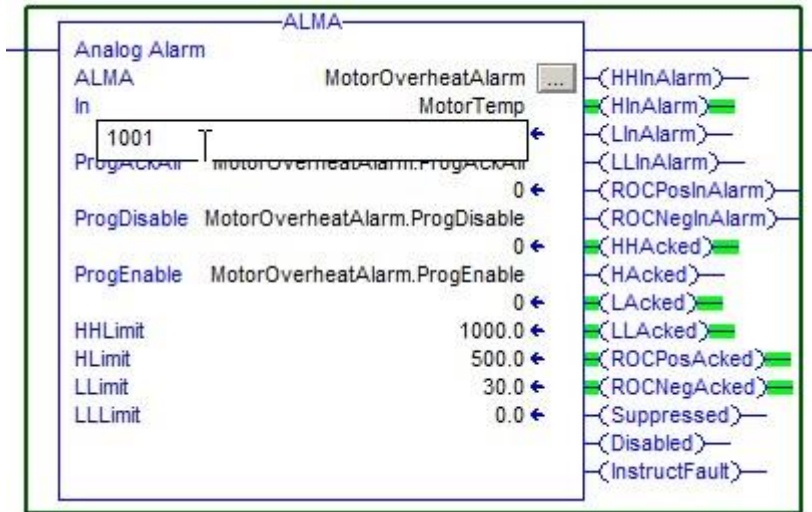 ALMA
Analog Alarm
ALMA MotorOverheatAlarm ... (HHInAlarm)
In MotorTemp (HInAlarm)
1001 (LInAlarm)
ProgAckAll MotorOverheatAlarm.ProgAckAll (LLInAlarm)
0 (ROCPosInAlarm)
ProgDisable MotorOverheatAlarm.ProgDisable (ROCNegInAlarm)
0 (HHAcked)
ProgEnable MotorOverheatAlarm.ProgEnable (HAcked)
0 (LAcked)
HHLimit 1000.0 (LLAcked)
HLimit 500.0 (ROCPosAcked)
LLimit 30.0 (ROCNegAcked)
LLLimit 0.0 (Suppressed)
(Disabled)
(InstructFault)